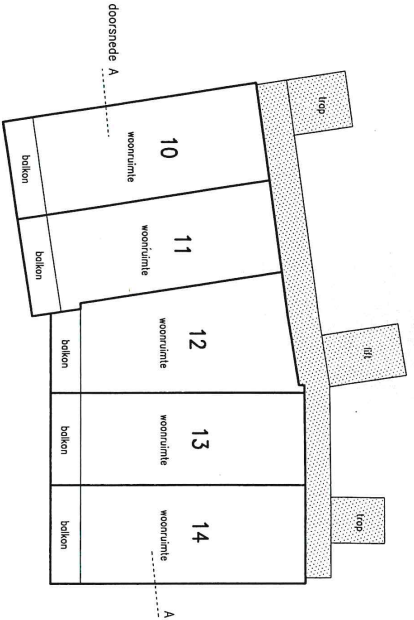 doorsnede A
trap
10
woonruimte
balkon
11
woonruimte
balkon
lift
12
woonruimte
balkon
13
woonruimte
balkon
trap
14
woonruimte
balkon
A